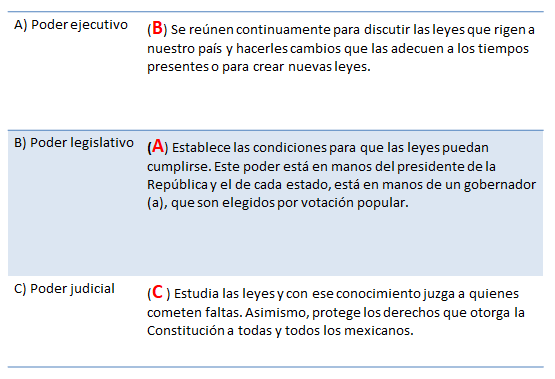 A) Poder ejecutivo
(B) Se reúnen continuamente para discutir las leyes que rigen a
nuestro país y hacerles cambios que las adecuen a los tiempos
presentes o para crear nuevas leyes.
B) Poder legislativo
(A) Establece las condiciones para que las leyes puedan
cumplirse. Este poder está en manos del presidente de la
República y el de cada estado, está en manos de un gobernador
(a), que son elegidos por votación popular.
C) Poder judicial
(C ) Estudia las leyes y con ese conocimiento juzga a quienes
cometen faltas. Asimismo, protege los derechos que otorga la
Constitución a todas y todos los mexicanos.